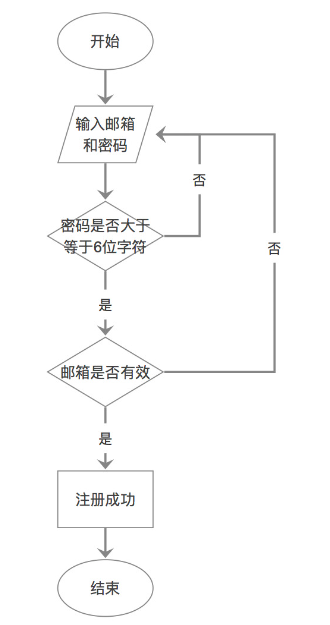 开始
输入邮箱
和密码
否
密码是否大于
等于6位字符
否
是
邮箱是否有效
是
注册成功
结束